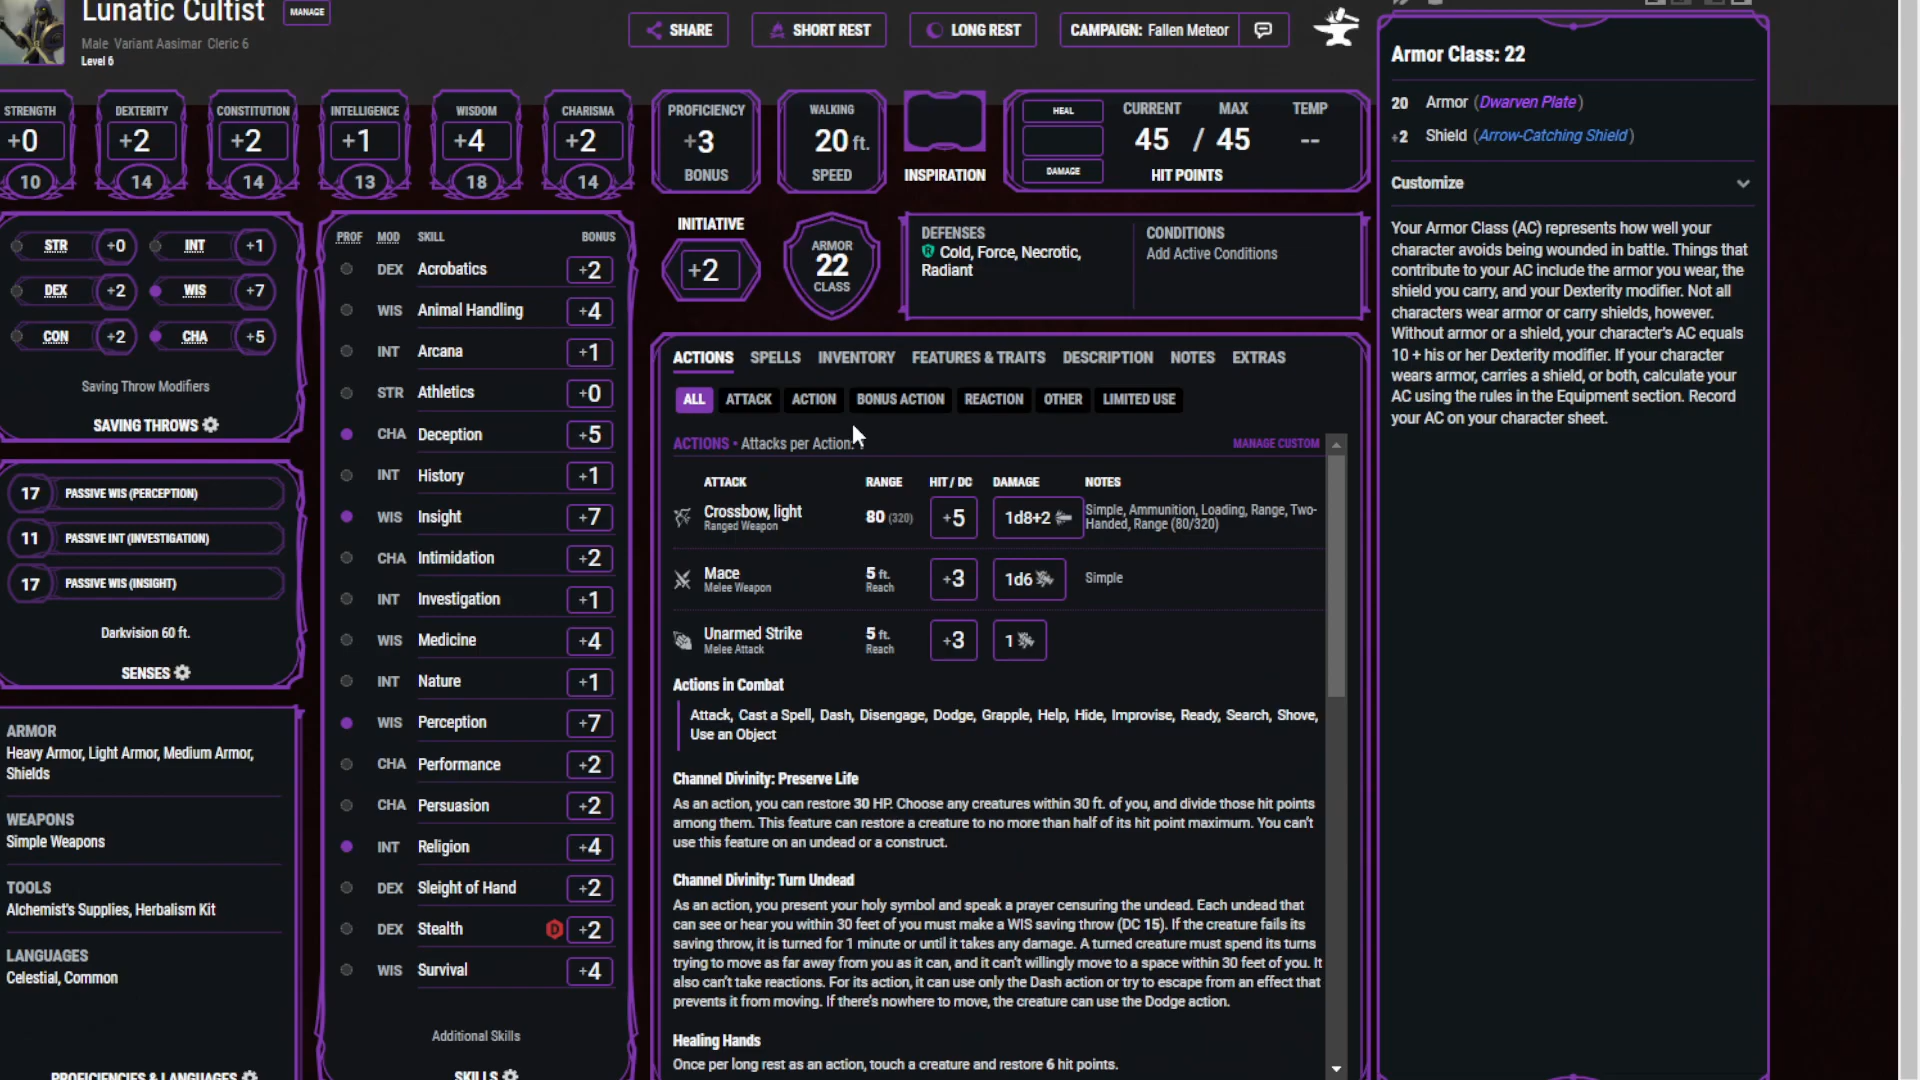 Lunatic Cultist
MANAGE
Male Variant Aasimar Cleric 6
Level 6
SHARE
SHORT REST
LONG REST
CAMPAIGN: Fallen Meteor
STRENGTH
+0
10
DEXTERITY
+2
14
CONSTITUTION
+2
14
INTELLIGENCE
+1
13
WISDOM
+4
18
CHARISMA
+2
14
PROFICIENCY
+3
BONUS
WALKING
20 ft.
SPEED
INSPIRATION
HEAL
DAMAGE
CURRENT
MAX
TEMP
45 / 45 --
HIT POINTS
STR +0
INT +1
DEX +2
WIS +7
CON +2
CHA +5
Saving Throw Modifiers
SAVING THROWS
17 PASSIVE WIS (PERCEPTION)
11 PASSIVE INT (INVESTIGATION)
17 PASSIVE WIS (INSIGHT)
Darkvision 60 ft.
SENSES
ARMOR
Heavy Armor, Light Armor, Medium Armor,
Shields
WEAPONS
Simple Weapons
TOOLS
Alchemist's Supplies, Herbalism Kit
LANGUAGES
Celestial, Common
PROFICIENCIES & LANGUAGES
PROF MOD SKILL BONUS
DEX Acrobatics +2
WIS Animal Handling +4
INT Arcana +1
STR Athletics +0
CHA Deception +5
INT History +1
WIS Insight +7
CHA Intimidation +2
INT Investigation +1
WIS Medicine +4
INT Nature +1
WIS Perception +7
CHA Performance +2
CHA Persuasion +2
INT Religion +4
DEX Sleight of Hand +2
DEX Stealth D +2
WIS Survival +4
Additional Skills
SKILLS
INITIATIVE
+2
ARMOR
22
CLASS
DEFENSES
R Cold, Force, Necrotic,
Radiant
CONDITIONS
Add Active Conditions
ACTIONS SPELLS INVENTORY FEATURES & TRAITS DESCRIPTION NOTES EXTRAS
ALL ATTACK ACTION BONUS ACTION REACTION OTHER LIMITED USE
ACTIONS • Attacks per Action:
MANAGE CUSTOM
ATTACK RANGE HIT / DC DAMAGE NOTES
Crossbow, light
Ranged Weapon
80 (320)
+5
1d8+2
Simple, Ammunition, Loading, Range, Two-
Handed, Range (80/320)
Mace
Melee Weapon
5 ft.
Reach
+3
1d6
Simple
Unarmed Strike
Melee Attack
5 ft.
Reach
+3
1
Actions in Combat
Attack, Cast a Spell, Dash, Disengage, Dodge, Grapple, Help, Hide, Improvise, Ready, Search, Shove,
Use an Object
Channel Divinity: Preserve Life
As an action, you can restore 30 HP. Choose any creatures within 30 ft. of you, and divide those hit points
among them. This feature can restore a creature to no more than half of its hit point maximum. You can't
use this feature on an undead or a construct.
Channel Divinity: Turn Undead
As an action, you present your holy symbol and speak a prayer censuring the undead. Each undead that
can see or hear you within 30 feet of you must make a WIS saving throw (DC 15). If the creature fails its
saving throw, it is turned for 1 minute or until it takes any damage. A turned creature must spend its turns
trying to move as far away from you as it can, and it can't willingly move to a space within 30 feet of you. It
also can't take reactions. For its action, it can use only the Dash action or try to escape from an effect that
prevents it from moving. If there's nowhere to move, the creature can use the Dodge action.
Healing Hands
Once per long rest as an action, touch a creature and restore 6 hit points.
Armor Class: 22
20 Armor (Dwarven Plate)
+2 Shield (Arrow-Catching Shield)
Customize
Your Armor Class (AC) represents how well your
character avoids being wounded in battle. Things that
contribute to your AC include the armor you wear, the
shield you carry, and your Dexterity modifier. Not all
characters wear armor or carry shields, however.
Without armor or a shield, your character's AC equals
10 + his or her Dexterity modifier. If your character
wears armor, carries a shield, or both, calculate your
AC using the rules in the Equipment section. Record
your AC on your character sheet.